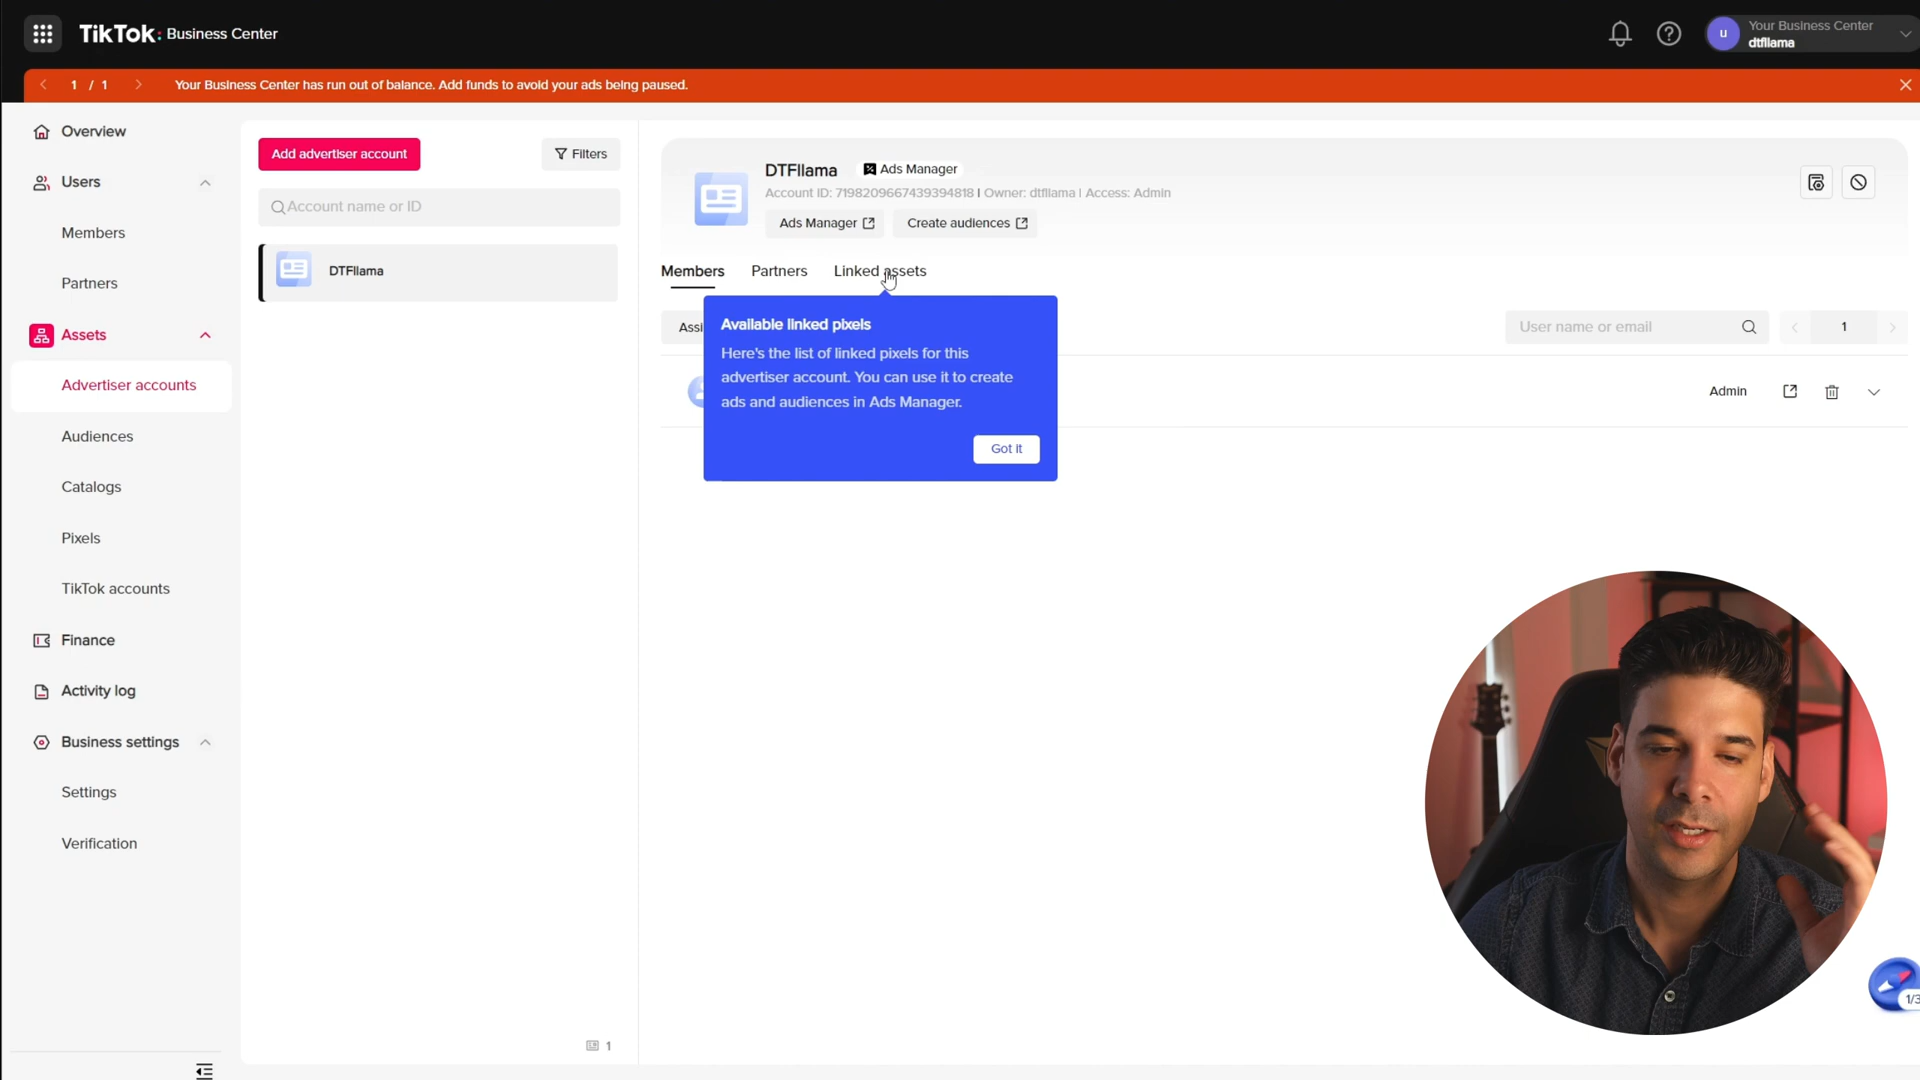 TikTok: Business Center
Your Business Center
u
dtfllama
1 / 1
Your Business Center has run out of balance. Add funds to avoid your ads being paused.
Overview
Users
Members
Partners
Assets
Advertiser accounts
Audiences
Catalogs
Pixels
TikTok accounts
Finance
Activity log
Business settings
Settings
Verification
Add advertiser account
Filters
Account name or ID
DTFllama
1
DTFllama
Ads Manager
Account ID: 7198209667439394818 | Owner: dtfllama | Access: Admin
Ads Manager
Create audiences
Members
Partners
Linked assets
Assi
User name or email
1
Available linked pixels
Here's the list of linked pixels for this
advertiser account. You can use it to create
ads and audiences in Ads Manager.
Got it
Admin
1/3